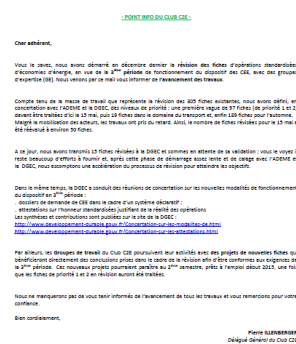 - POINT INFO DU CLUB C2E -
Cher adhérent,
Vous le savez, nous avons démarré en décembre dernier la révision des fiches d'opérations standardisées
d'économies d'énergie, en vue de la 3ème période de fonctionnement du dispositif des CEE, avec des groupes
d'expertise (GE). Nous venons par ce mail vous informer de l'avancement des travaux.
Compte tenu de la masse de travail que représente la révision des 305 fiches existantes, nous avons défini, en
concertation avec l'ADEME et la DGEC, des niveaux de priorité : une première vague de 97 fiches (de priorité 1 et 2)
devant être traitées d'ici le 15 mai, puis 19 fiches dans le domaine du transport et, enfin 189 fiches pour l'automne.
Malgré la mobilisation des acteurs, les travaux ont pris du retard. Ainsi, le nombre de fiches révisées pour le 15 mai a
été réévalué à environ 50 fiches.
A ce jour, nous avons transmis 15 fiches révisées à la DGEC et sommes en attente de sa validation ; vous le voyez il
reste beaucoup d'efforts à fournir et, après cette phase de démarrage assez lente et de calage avec l'ADEME et
la DGEC, nous escomptons une accélération du processus de révision pour atteindre les objectifs.
Dans le même temps, la DGEC a conduit des réunions de concertation sur les nouvelles modalités de fonctionnement
du dispositif en 3ème période :
. dossiers de demande de CEE dans le cadre d'un système déclaratif ;
. attestations sur l'honneur standardisées justifiant de la réalité des opérations
Les synthèses et contributions sont publiées sur le site de la DGEC :
http://www.developpement-durable.gouv.fr/Concertation-sur-les-modalites-de.html
http://www.developpement-durable.gouv.fr/Concertation-sur-les-attestations.html
Par ailleurs, les Groupes de travail du Club C2E poursuivent leur activités avec des projets de nouvelles fiches qui
bénéficieront directement des conclusions prises dans le cadre de la révision afin d'être conformes aux exigences de
la 3ème période. Ces nouveaux projets pourraient paraître au 2ème semestre, prêts à l'emploi début 2015, une fois
que les fiches de priorité 1 et 2 en révision auront été traitées.
Nous ne manquerons pas de vous tenir informés de l'avancement de tous les travaux et vous remercions pour votre
confiance.
Bien cordialement,
Pierre ILLENBERGER
Délégué Général du Club C2E